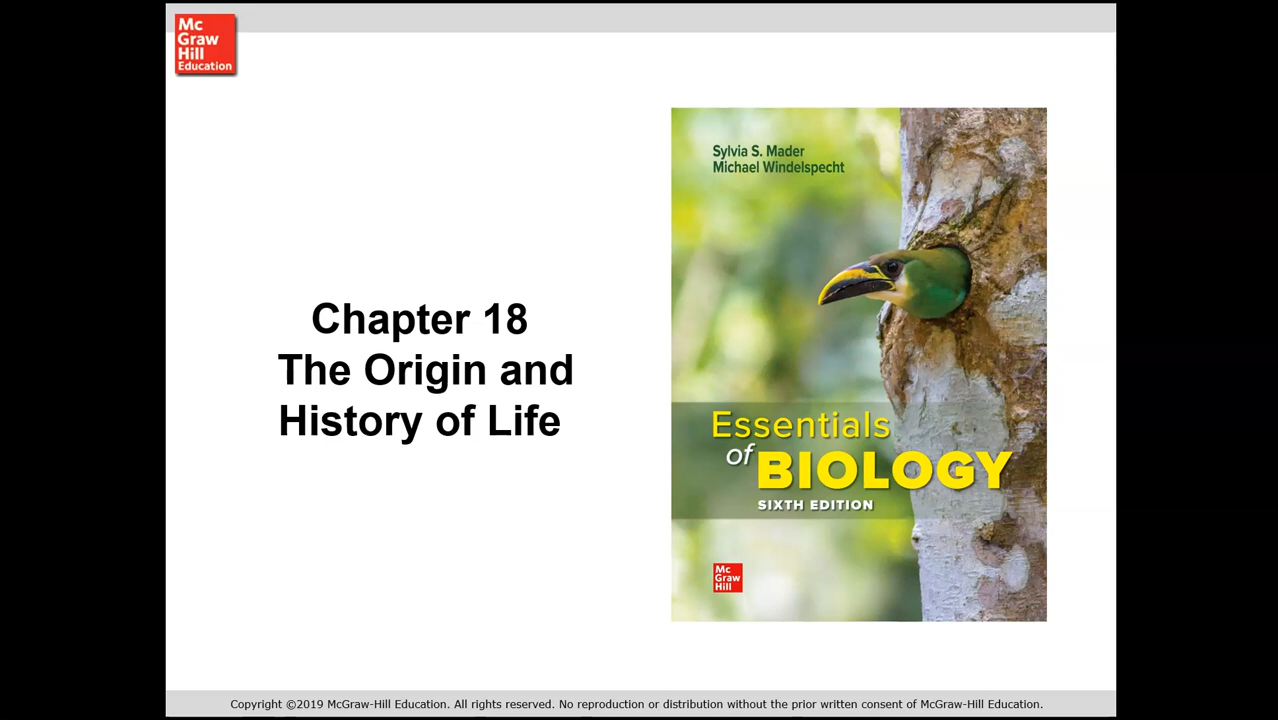 Mc
Graw
Hill
Education
Chapter 18
The Origin and
History of Life
Sylvia S. Mader
Michael Windelspecht
Essentials
of BIOLOGY
SIXTH EDITION
Mc
Graw
Hill
Copyright ©2019 McGraw-Hill Education. All rights reserved. No reproduction or distribution without the prior written consent of McGraw-Hill Education.